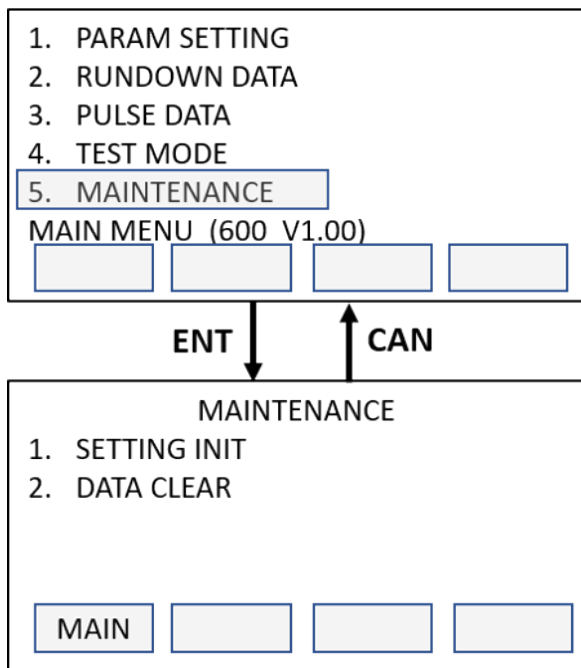 1. PARAM SETTING
2. RUNDOWN DATA
3. PULSE DATA
4. TEST MODE
5. MAINTENANCE
MAIN MENU (600 V1.00)
ENT CAN
MAINTENANCE
1. SETTING INIT
2. DATA CLEAR
MAIN